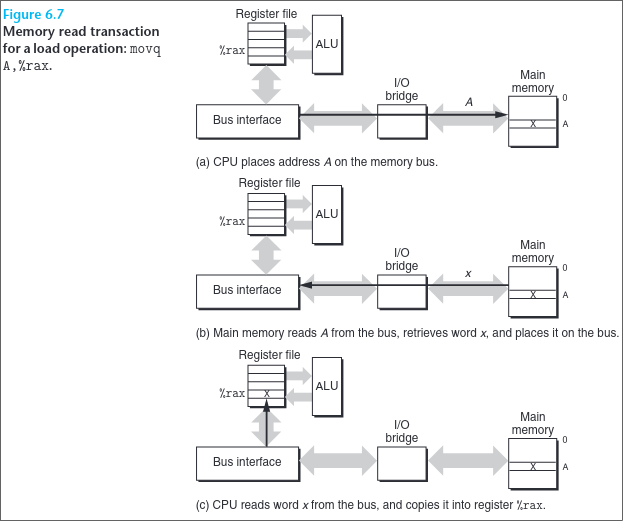 Figure 6.7
Memory read transaction
for a load operation: movq
A,%rax.
Register file
%rax
ALU
Bus interface
I/O
bridge
A
Main
memory
0
X
A
(a) CPU places address A on the memory bus.
Register file
%rax
ALU
Bus interface
I/O
bridge
x
Main
memory
0
X
A
(b) Main memory reads A from the bus, retrieves word x, and places it on the bus.
Register file
%rax
X
ALU
Bus interface
I/O
bridge
Main
memory
0
X
A
(c) CPU reads word x from the bus, and copies it into register %rax.